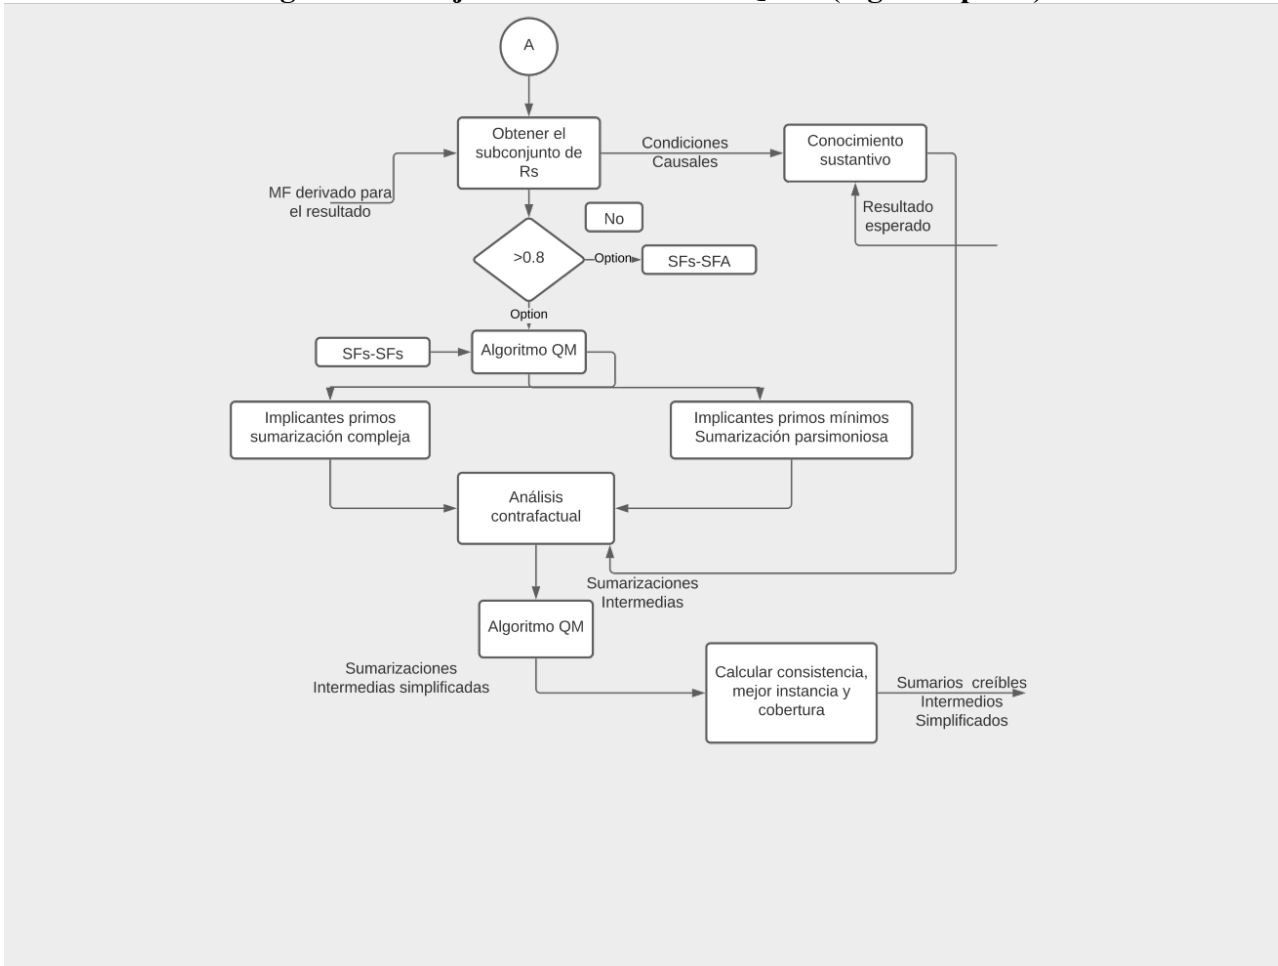 A
Obtener el
subconjunto de
Rs
Condiciones
Causales
Conocimiento
sustantivo
MF derivado para
el resultado
Resultado
esperado
No
>0.8
Option
SFs-SFA
Option
SFs-SFs
Algoritmo QM
Implicantes primos
sumarización compleja
Implicantes primos mínimos
Sumarización parsimoniosa
Análisis
contrafactual
Sumarizaciones
Intermedias
Algoritmo QM
Sumarizaciones
Intermedias simplificadas
Calcular consistencia,
mejor instancia y
cobertura
Sumarios creíbles
Intermedios
Simplificados